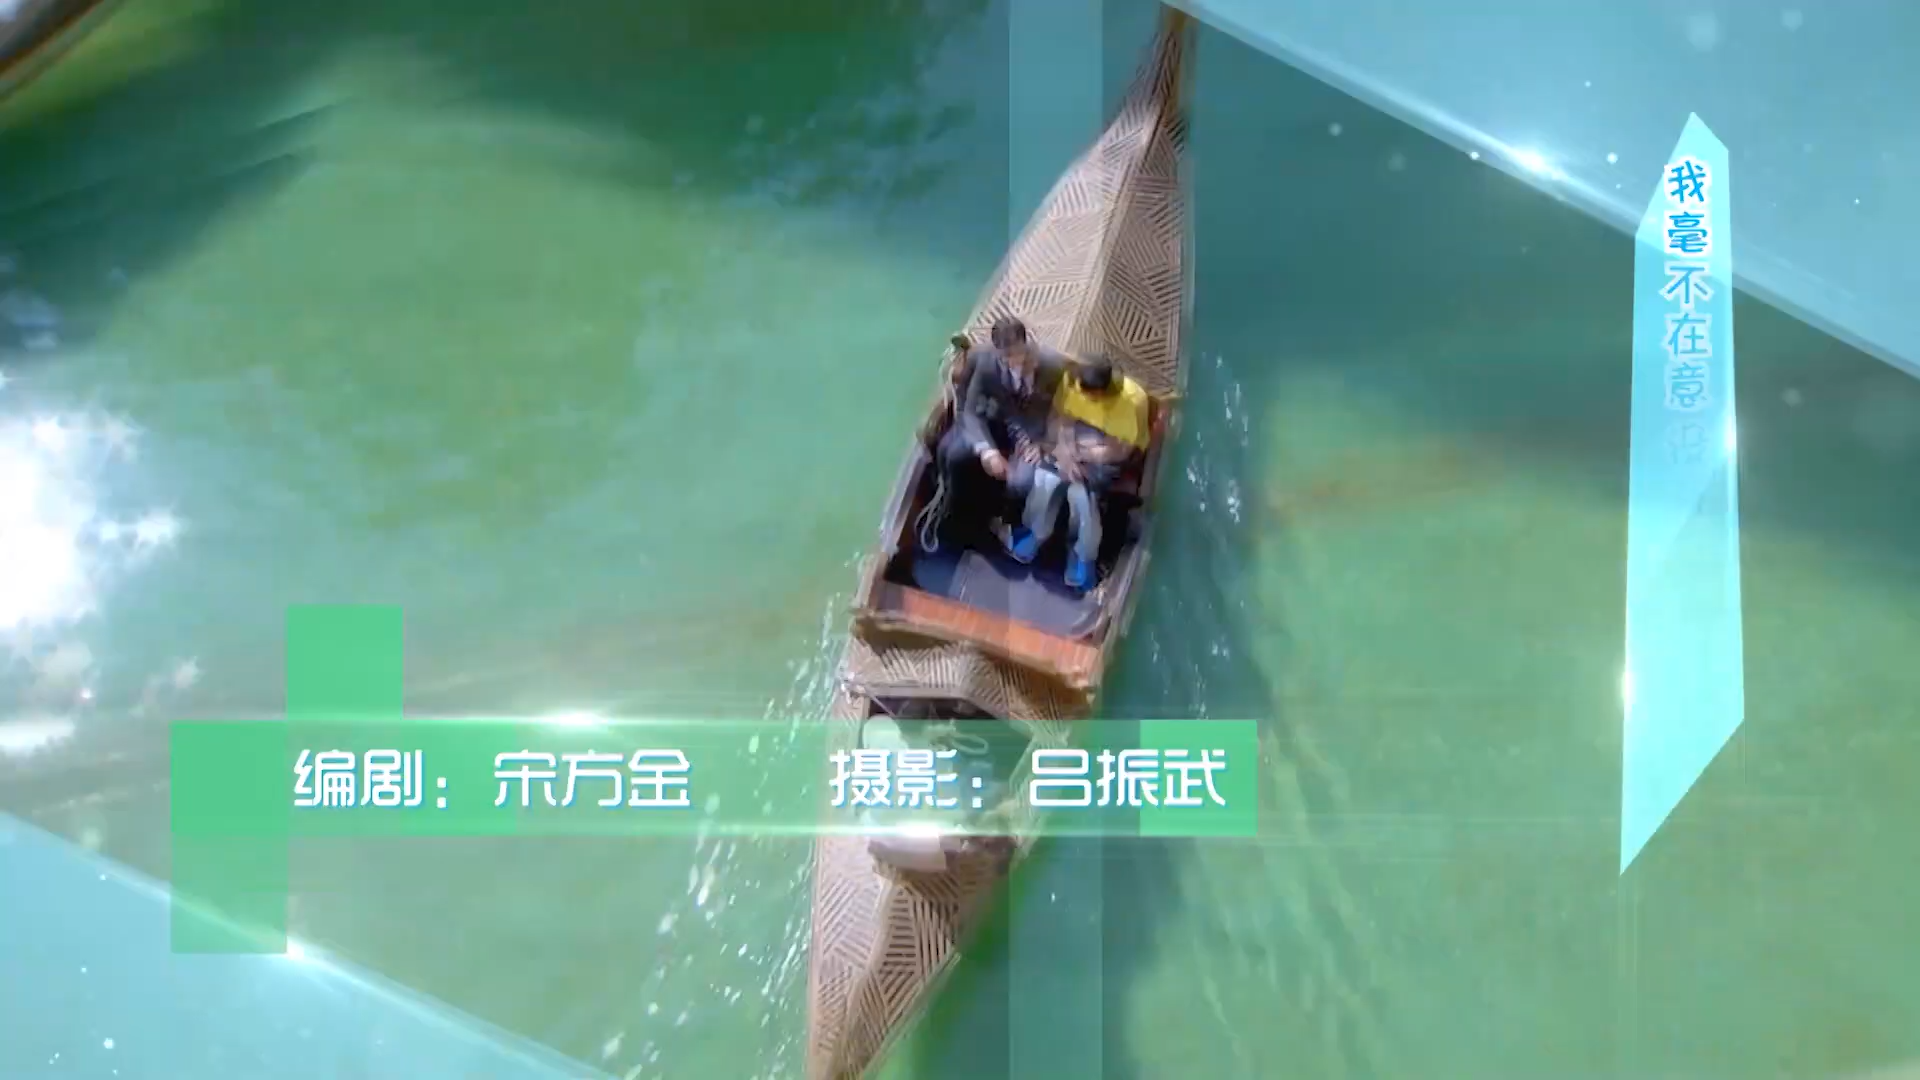 编剧：宋方金 摄影：吕振武
我毫不在意